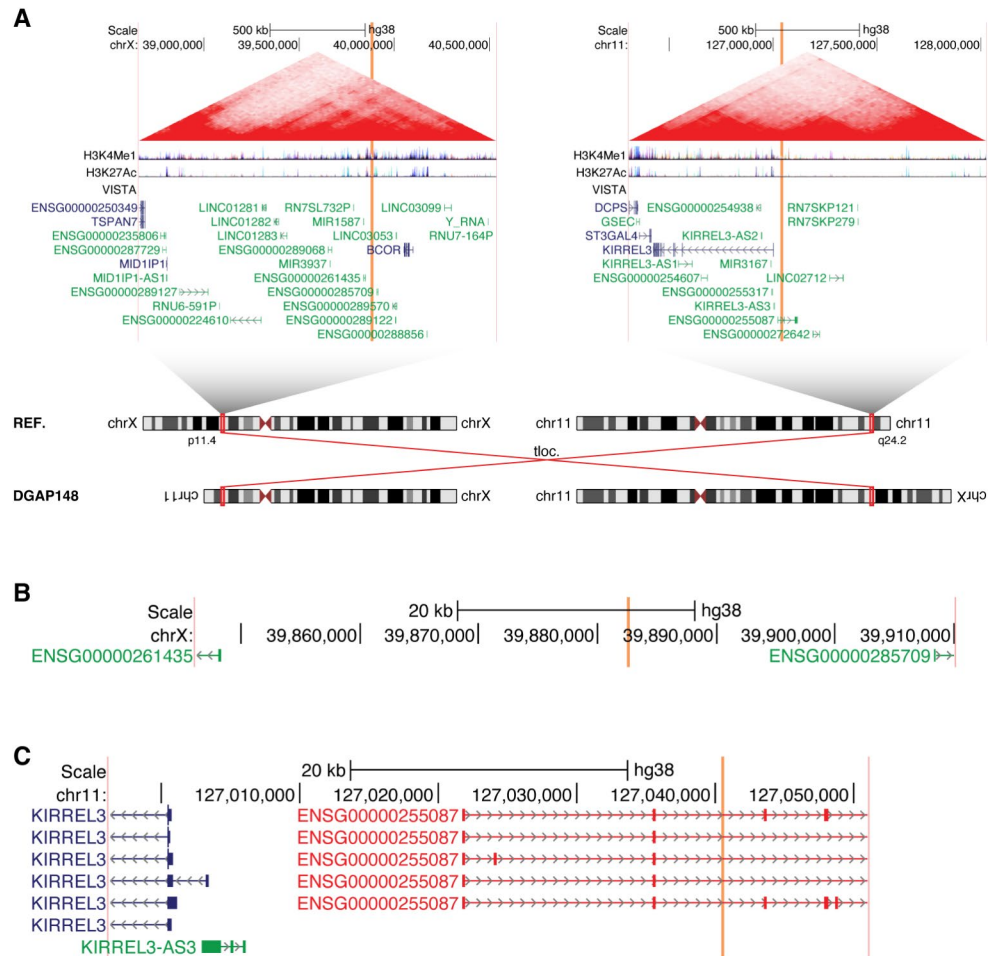 A
Scale 500 kb hg38
chrX: 39,000,000 39,500,000 40,000,000 40,500,000
H3K4Me1
H3K27Ac
VISTA
ENSG00000250349 LINC01281 RN7SL732P LINC03099
TSPAN7 LINC01282 MIR1587 Y_RNA
ENSG00000235806 LINC01283 LINC03053 RNU7-164P
ENSG00000287729 ENSG00000289068 BCOR
MID1IP1 MIR3937
MID1IP1-AS1 ENSG00000261435
ENSG00000289127 ENSG00000285709
RNU6-591P ENSG00000289570
ENSG00000224610 ENSG00000289122
ENSG00000288856
Scale 500 kb hg38
chr11: 127,000,000 127,500,000 128,000,000
H3K4Me1
H3K27Ac
VISTA
DCPS ENSG00000254938 RN7SKP121
GSEC RN7SKP279
ST3GAL4 KIRREL3-AS2
KIRREL3
KIRREL3-AS1 MIR3167
ENSG00000254607 LINC02712
ENSG00000255317
KIRREL3-AS3
ENSG00000255087
ENSG00000272642
REF. chrX chrX chr11 chr11
p11.4 q24.2
tloc.
DGAP148 chr11 chrX chr11 chrX
B
Scale 20 kb hg38
chrX: 39,860,000 39,870,000 39,880,000 39,890,000 39,900,000 39,910,000
ENSG00000261435 ENSG00000285709
C
Scale 20 kb hg38
chr11: 127,010,000 127,020,000 127,030,000 127,040,000 127,050,000
KIRREL3 ENSG00000255087
KIRREL3 ENSG00000255087
KIRREL3 ENSG00000255087
KIRREL3 ENSG00000255087
KIRREL3 ENSG00000255087
KIRREL3
KIRREL3-AS3